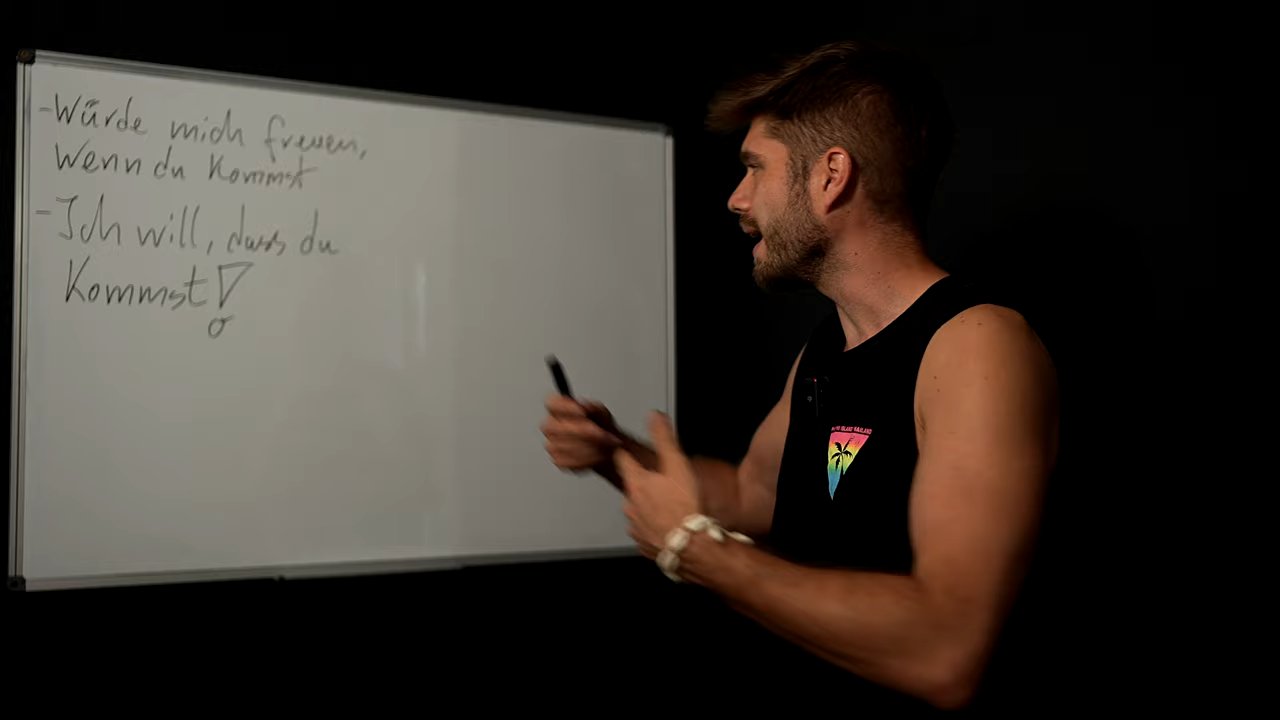 -Würde mich freuen,
Wenn du Kommst
-Ich will, dass du
Kommst!